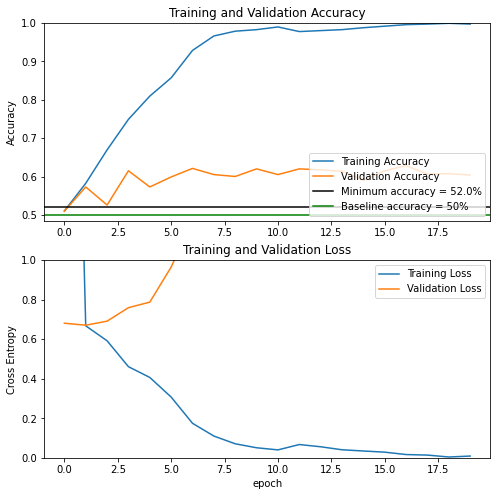 Training and Validation Accuracy
Accuracy
1.0
0.9
0.8
0.7
0.6
0.5
Training Accuracy
Validation Accuracy
Minimum accuracy = 52.0%
Baseline accuracy = 50%
0.0 2.5 5.0 7.5 10.0 12.5 15.0 17.5
Training and Validation Loss
Cross Entropy
1.0
0.8
0.6
0.4
0.2
0.0
Training Loss
Validation Loss
0.0 2.5 5.0 7.5 10.0 12.5 15.0 17.5
epoch